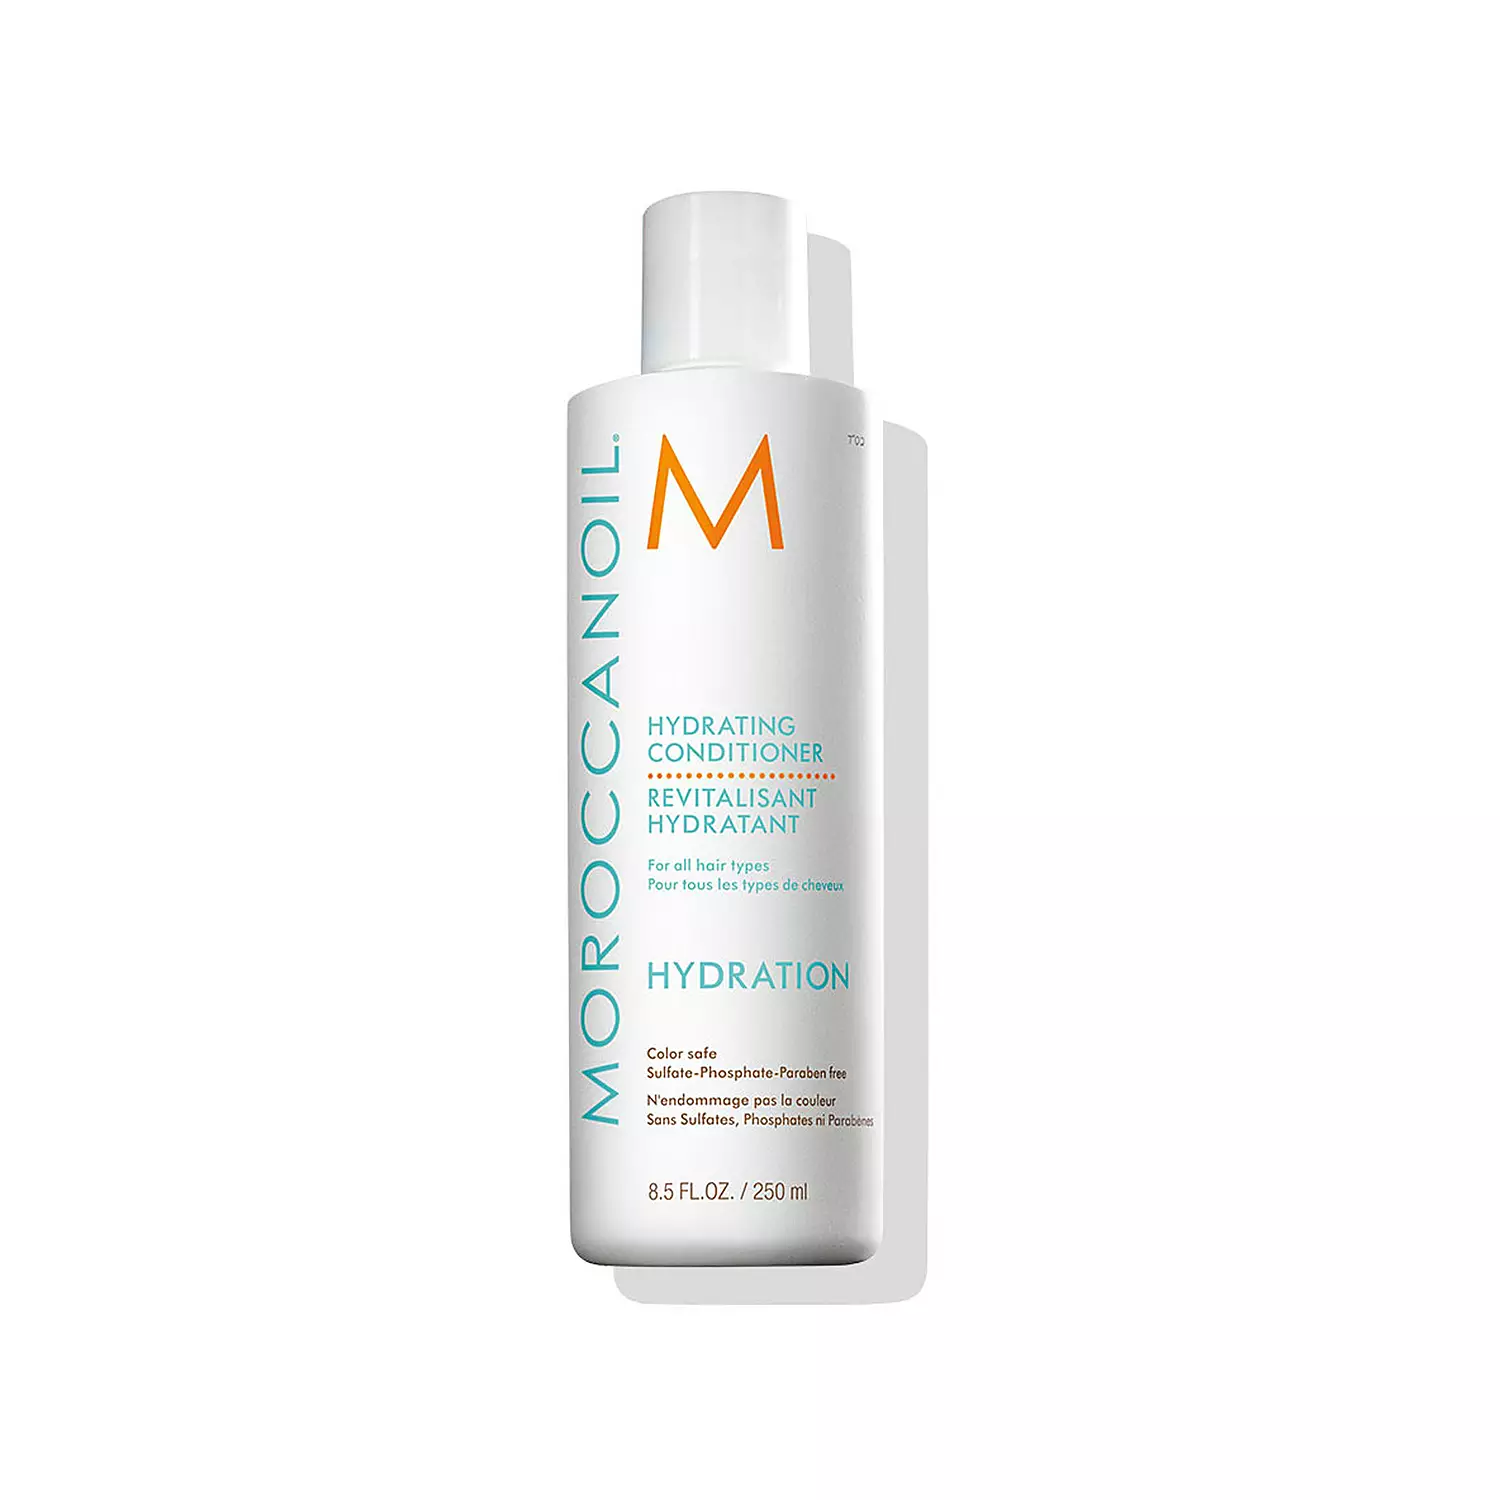 MOROCCANOIL®
M
בס"ד
HYDRATING
CONDITIONER
REVITALISANT
HYDRATANT
For all hair types
Pour tous les types de cheveux
HYDRATION
Color safe
Sulfate-Phosphate-Paraben free
N'endommage pas la couleur
Sans Sulfates, Phosphates ni Parabènes
8.5 FL.OZ. / 250 ml